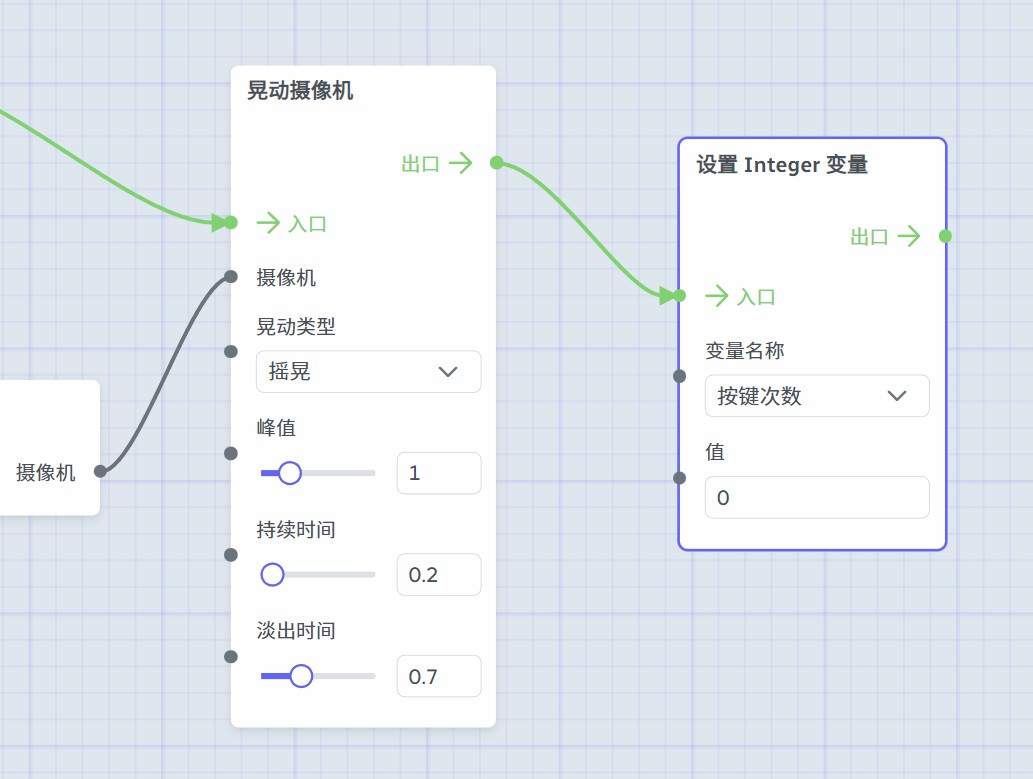 晃动摄像机
出口
入口
摄像机
晃动类型
摇晃
峰值
1
持续时间
0.2
淡出时间
0.7
摄像机
设置 Integer 变量
出口
入口
变量名称
按键次数
值
0